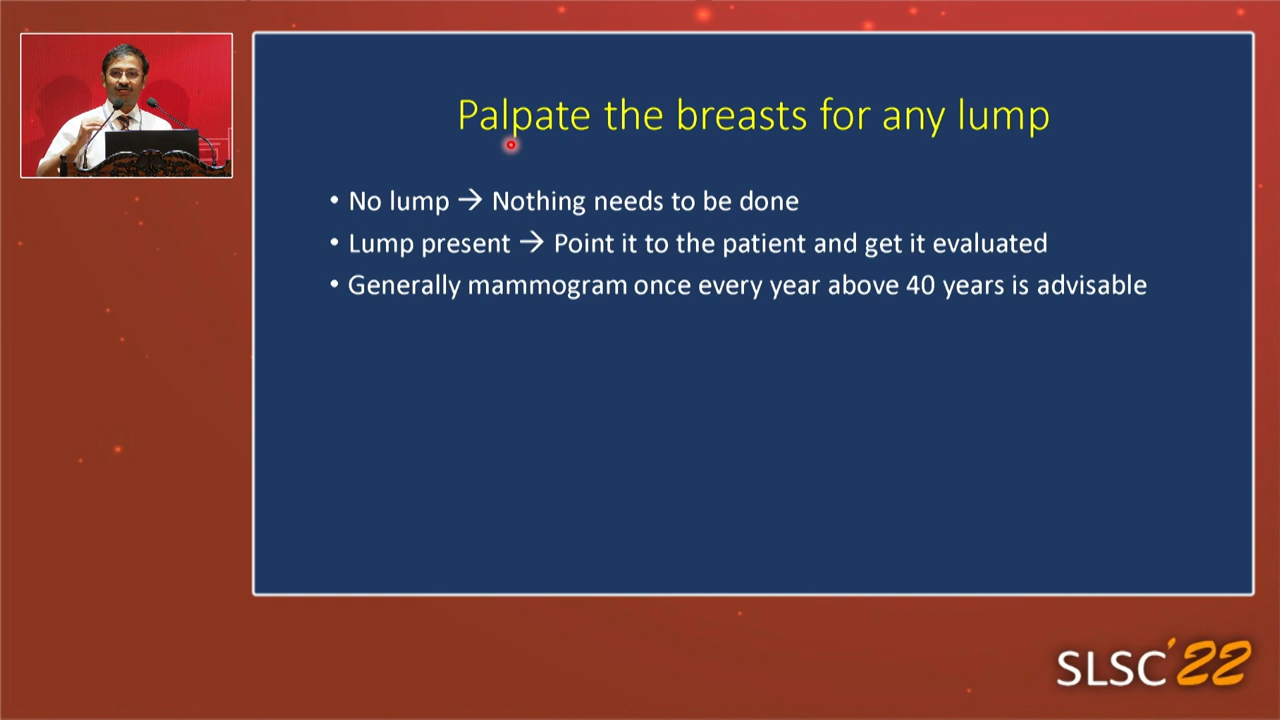 Palpate the breasts for any lump
• No lump → Nothing needs to be done
• Lump present → Point it to the patient and get it evaluated
• Generally mammogram once every year above 40 years is advisable
SLSC'22